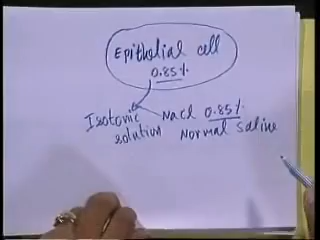 Epithelial cell
0.85%
Isotonic NaCl 0.85%
solution Normal Saline